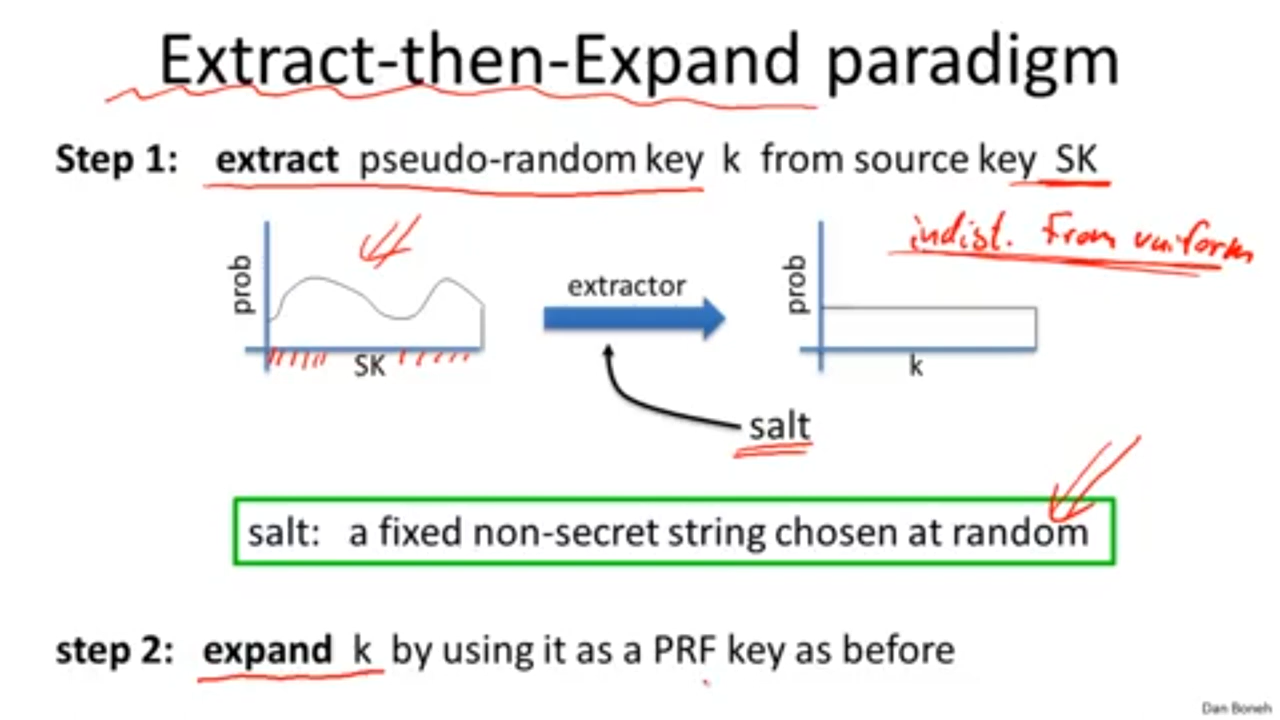 Extract-then-Expand paradigm
Step 1: extract pseudo-random key k from source key SK
indist. From uniform
prob
extractor
prob
SK
k
salt
salt: a fixed non-secret string chosen at random
step 2: expand k by using it as a PRF key as before
Dan Boneh